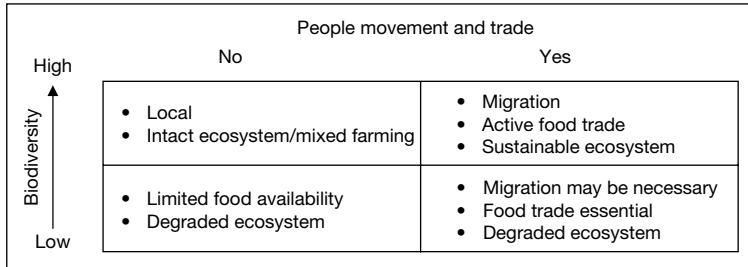 People movement and trade
No Yes
High
Biodiversity
Low
• Local
• Intact ecosystem/mixed farming
• Migration
• Active food trade
• Sustainable ecosystem
• Limited food availability
• Degraded ecosystem
• Migration may be necessary
• Food trade essential
• Degraded ecosystem